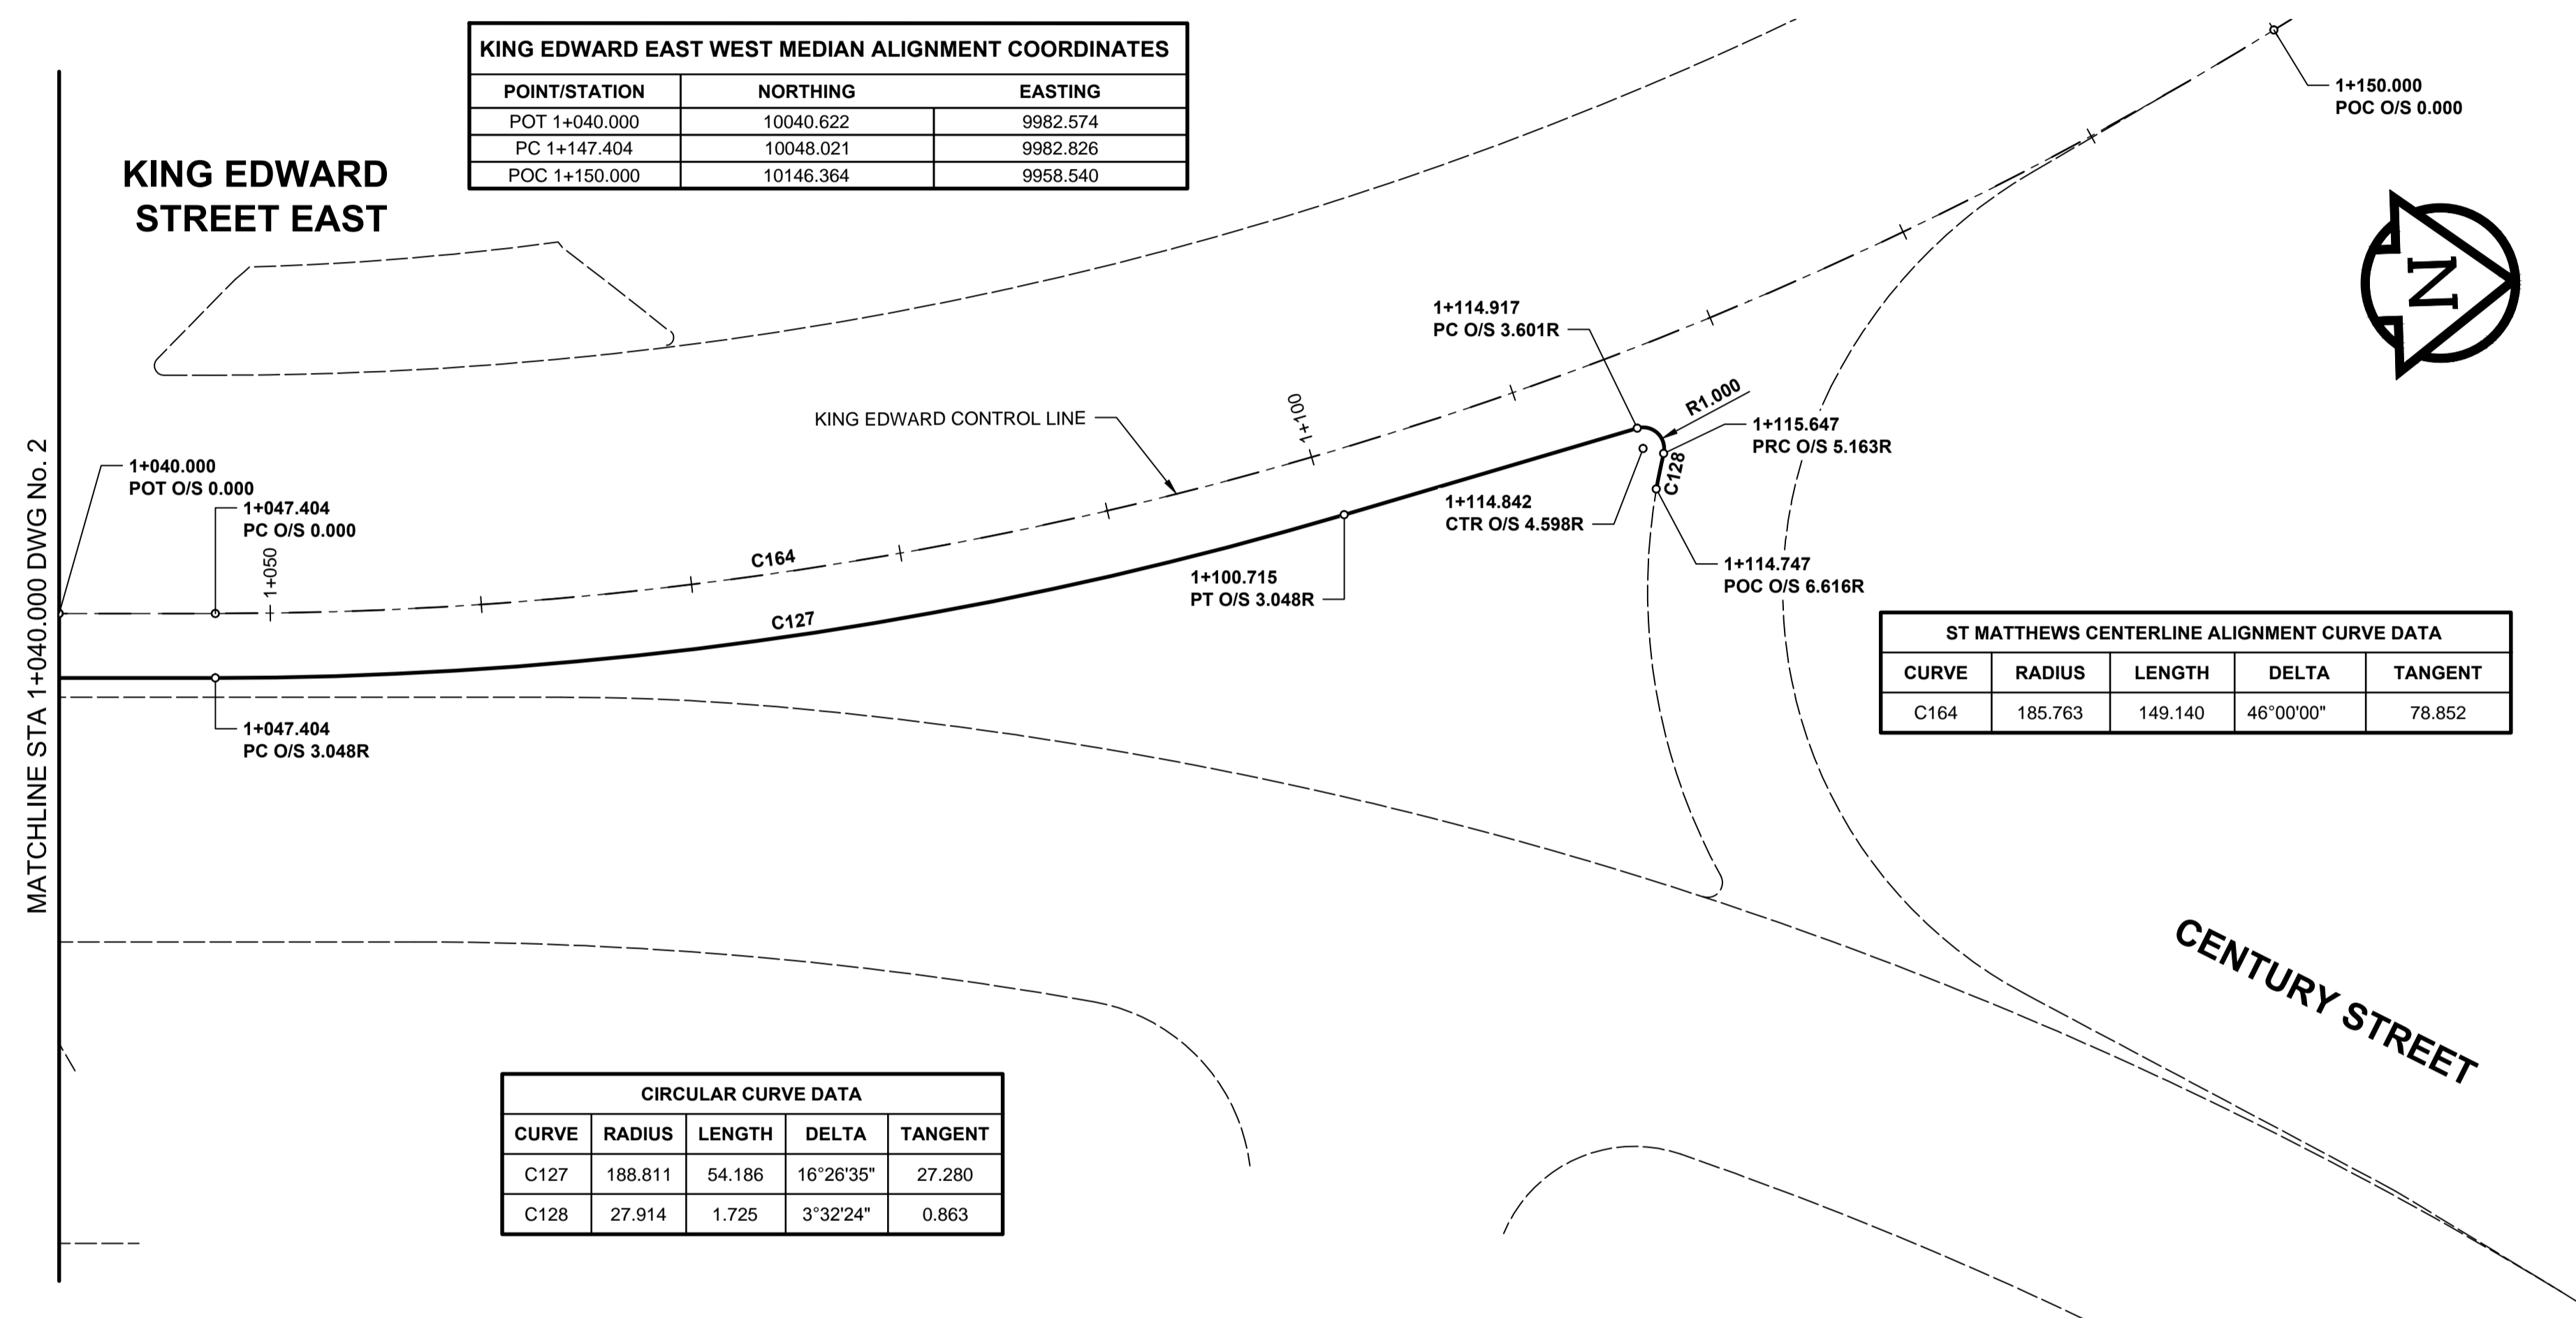 KING EDWARD EAST WEST MEDIAN ALIGNMENT COORDINATES
POINT/STATION NORTHING EASTING
POT 1+040.000 10040.622 9982.574
PC 1+147.404 10048.021 9982.826
POC 1+150.000 10146.364 9958.540
1+150.000
POC O/S 0.000
KING EDWARD
STREET EAST
N
1+114.917
PC O/S 3.601R
R1.000
KING EDWARD CONTROL LINE
1+100
1+115.647
PRC O/S 5.163R
C128
MATCHLINE STA 1+040.000 DWG No. 2
1+040.000
POT O/S 0.000
1+047.404
PC O/S 0.000
1+050
C164
1+114.842
CTR O/S 4.598R
1+100.715
PT O/S 3.048R
1+114.747
POC O/S 6.616R
C127
ST MATTHEWS CENTERLINE ALIGNMENT CURVE DATA
CURVE RADIUS LENGTH DELTA TANGENT
C164 185.763 149.140 46°00'00" 78.852
1+047.404
PC O/S 3.048R
CENTURY STREET
CIRCULAR CURVE DATA
CURVE RADIUS LENGTH DELTA TANGENT
C127 188.811 54.186 16°26'35" 27.280
C128 27.914 1.725 3°32'24" 0.863